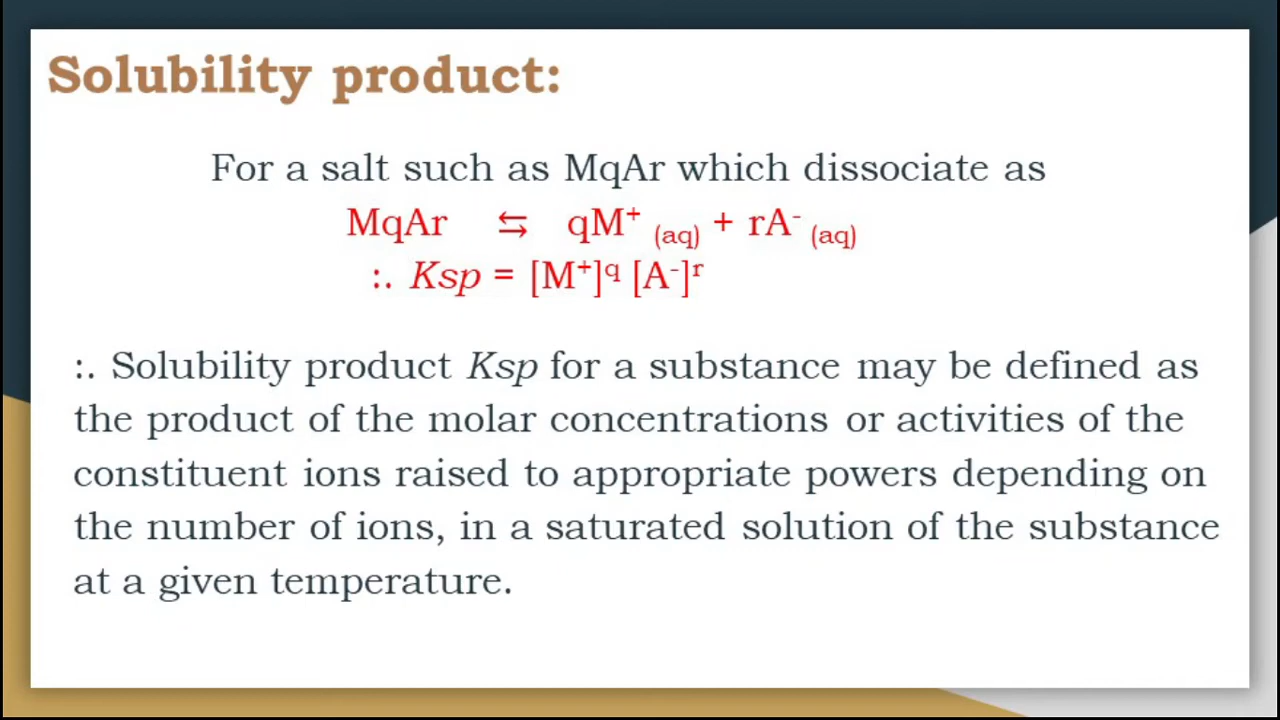 Solubility product:
For a salt such as MqAr which dissociate as
MqAr ⇆ qM⁺ (aq) + rA⁻ (aq)
:. Ksp = [M⁺]q [A⁻]r
:. Solubility product Ksp for a substance may be defined as
the product of the molar concentrations or activities of the
constituent ions raised to appropriate powers depending on
the number of ions, in a saturated solution of the substance
at a given temperature.